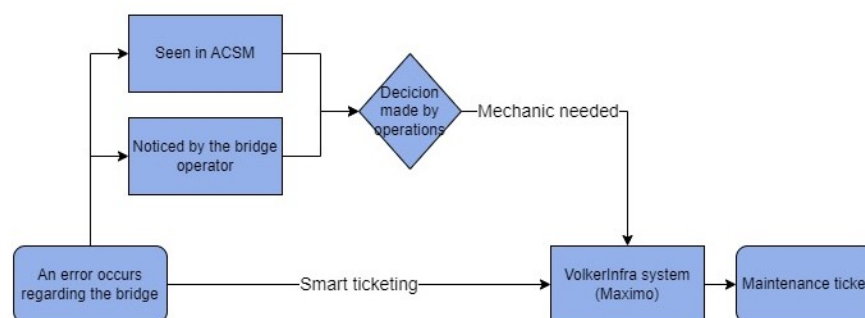 Seen in ACSM
Noticed by the bridge
operator
Decicion
made by
operations
Mechanic needed
An error occurs
regarding the bridge
Smart ticketing
VolkerInfra system
(Maximo)
Maintenance ticke